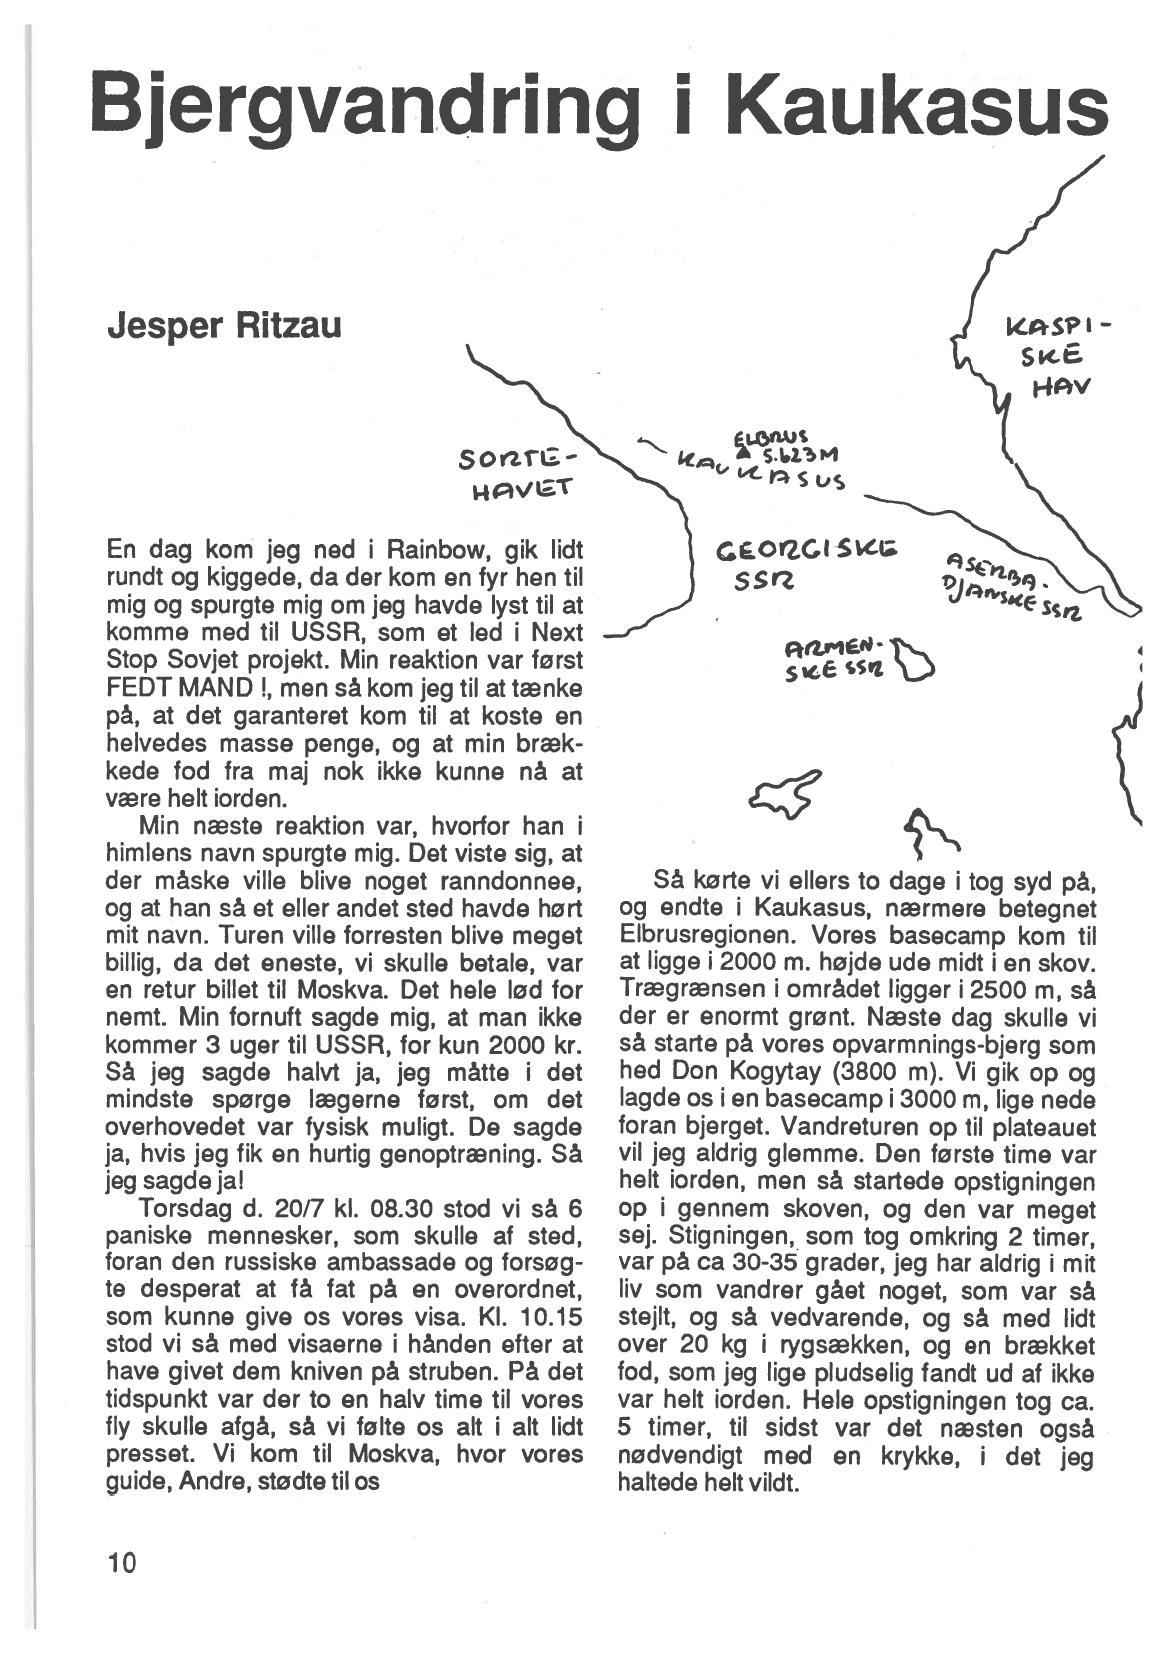 Bjergvandring i Kaukasus
Jesper Ritzau
KASPI-
SKE
HAV
SORTE-
HAVET
ELBRUS
5.623 M
KAUKASUS
GEORGISKE
SSR
ASERBA-
DJANSKE SSR
ARMEN-
SKE SSR
En dag kom jeg ned i Rainbow, gik lidt
rundt og kiggede, da der kom en fyr hen til
mig og spurgte mig om jeg havde lyst til at
komme med til USSR, som et led i Next
Stop Sovjet projekt. Min reaktion var først
FEDT MAND !, men så kom jeg til at tænke
på, at det garanteret kom til at koste en
helvedes masse penge, og at min bræk-
kede fod fra maj nok ikke kunne nå at
være helt iorden.
Min næste reaktion var, hvorfor han i
himlens navn spurgte mig. Det viste sig, at
der måske ville blive noget ranndonnee,
og at han så et eller andet sted havde hørt
mit navn. Turen ville forresten blive meget
billig, da det eneste, vi skulle betale, var
en retur billet til Moskva. Det hele lød for
nemt. Min fornuft sagde mig, at man ikke
kommer 3 uger til USSR, for kun 2000 kr.
Så jeg sagde halvt ja, jeg måtte i det
mindste spørge lægerne først, om det
overhovedet var fysisk muligt. De sagde
ja, hvis jeg fik en hurtig genoptræning. Så
jeg sagde ja!
Torsdag d. 20/7 kl. 08.30 stod vi så 6
paniske mennesker, som skulle af sted,
foran den russiske ambassade og forsøg-
te desperat at få fat på en overordnet,
som kunne give os vores visa. Kl. 10.15
stod vi så med visaerne i hånden efter at
have givet dem kniven på struben. På det
tidspunkt var der to en halv time til vores
fly skulle afgå, så vi følte os alt i alt lidt
presset. Vi kom til Moskva, hvor vores
guide, Andre, stødte til os
Så kørte vi ellers to dage i tog syd på,
og endte i Kaukasus, nærmere betegnet
Elbrusregionen. Vores basecamp kom til
at ligge i 2000 m. højde ude midt i en skov.
Trægrænsen i området ligger i 2500 m, så
der er enormt grønt. Næste dag skulle vi
så starte på vores opvarmnings-bjerg som
hed Don Kogytay (3800 m). Vi gik op og
lagde os i en basecamp i 3000 m, lige nede
foran bjerget. Vandreturen op til plateauet
vil jeg aldrig glemme. Den første time var
helt iorden, men så startede opstigningen
op i gennem skoven, og den var meget
sej. Stigningen, som tog omkring 2 timer,
var på ca 30-35 grader, jeg har aldrig i mit
liv som vandrer gået noget, som var så
stejlt, og så vedvarende, og så med lidt
over 20 kg i rygsækken, og en brækket
fod, som jeg lige pludselig fandt ud af ikke
var helt iorden. Hele opstigningen tog ca.
5 timer, til sidst var det næsten også
nødvendigt med en krykke, i det jeg
haltede helt vildt.
10